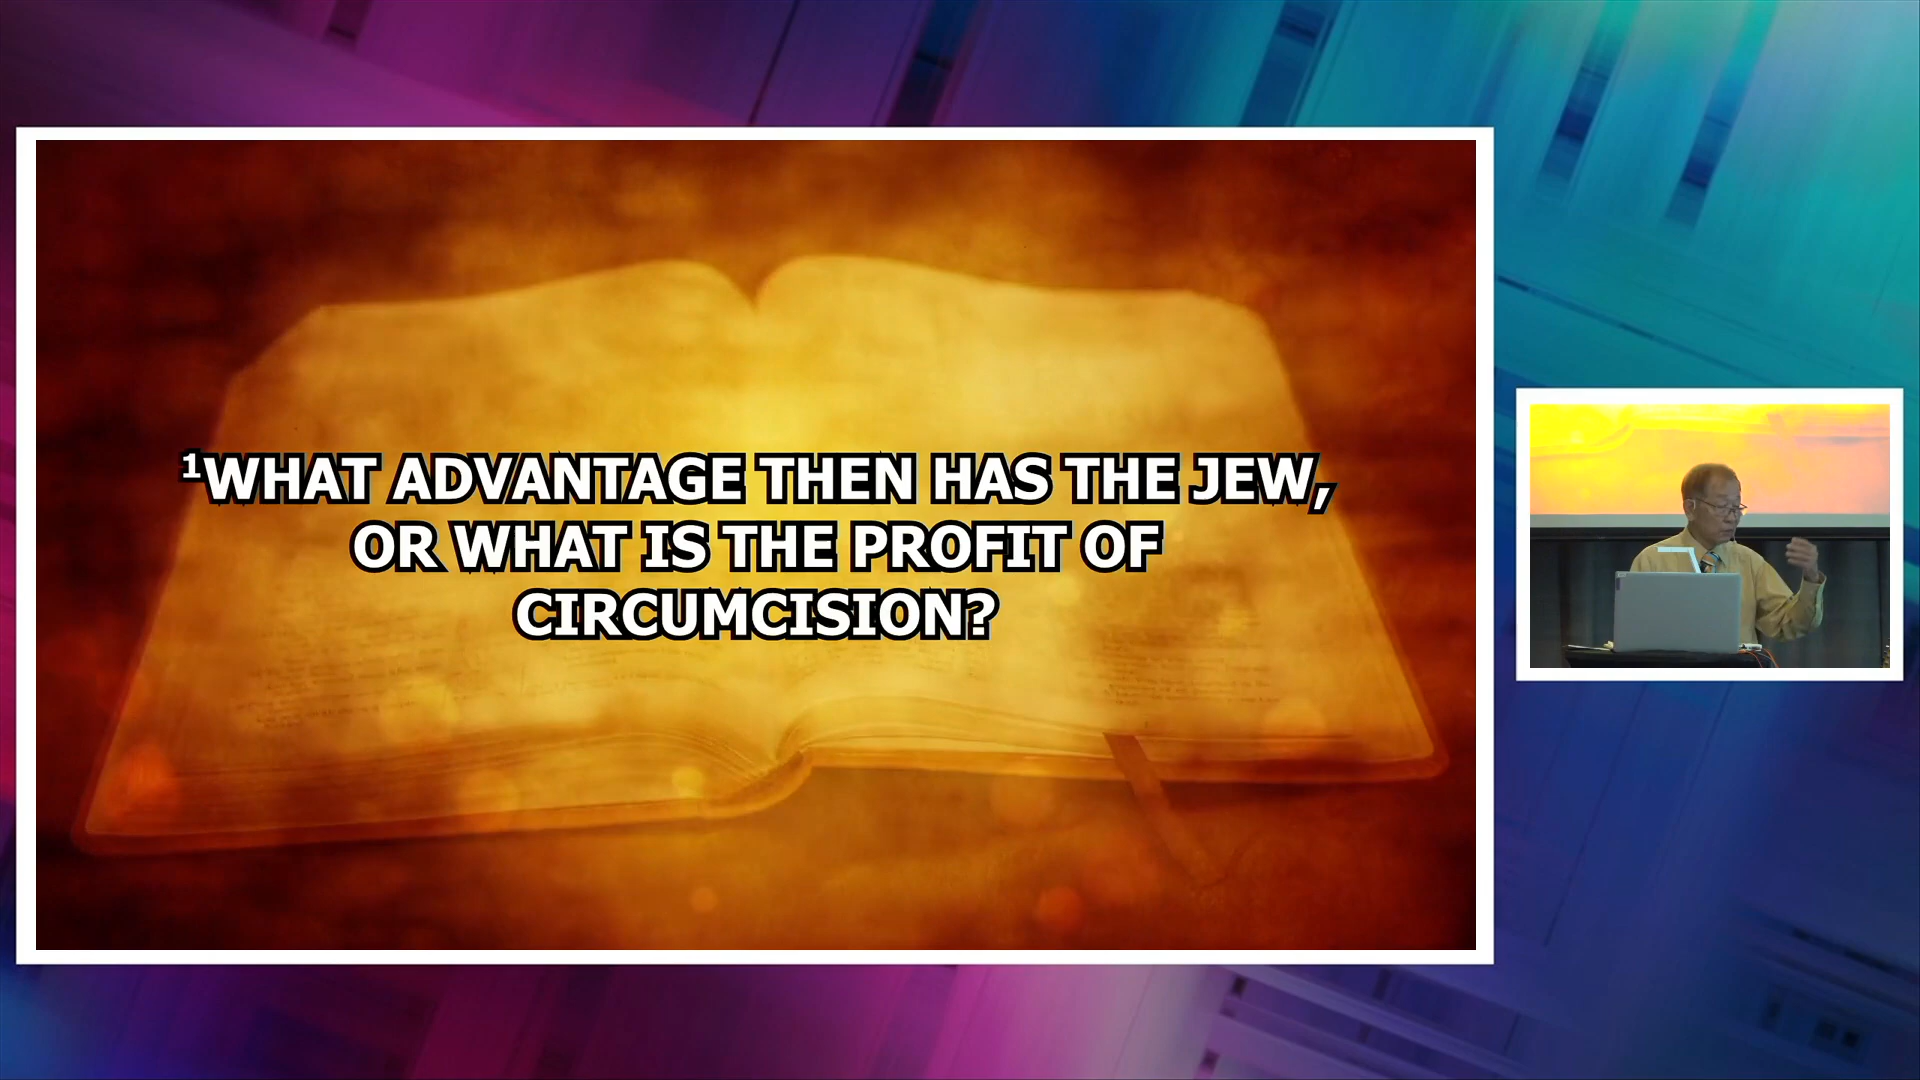 ¹WHAT ADVANTAGE THEN HAS THE JEW,
OR WHAT IS THE PROFIT OF
CIRCUMCISION?